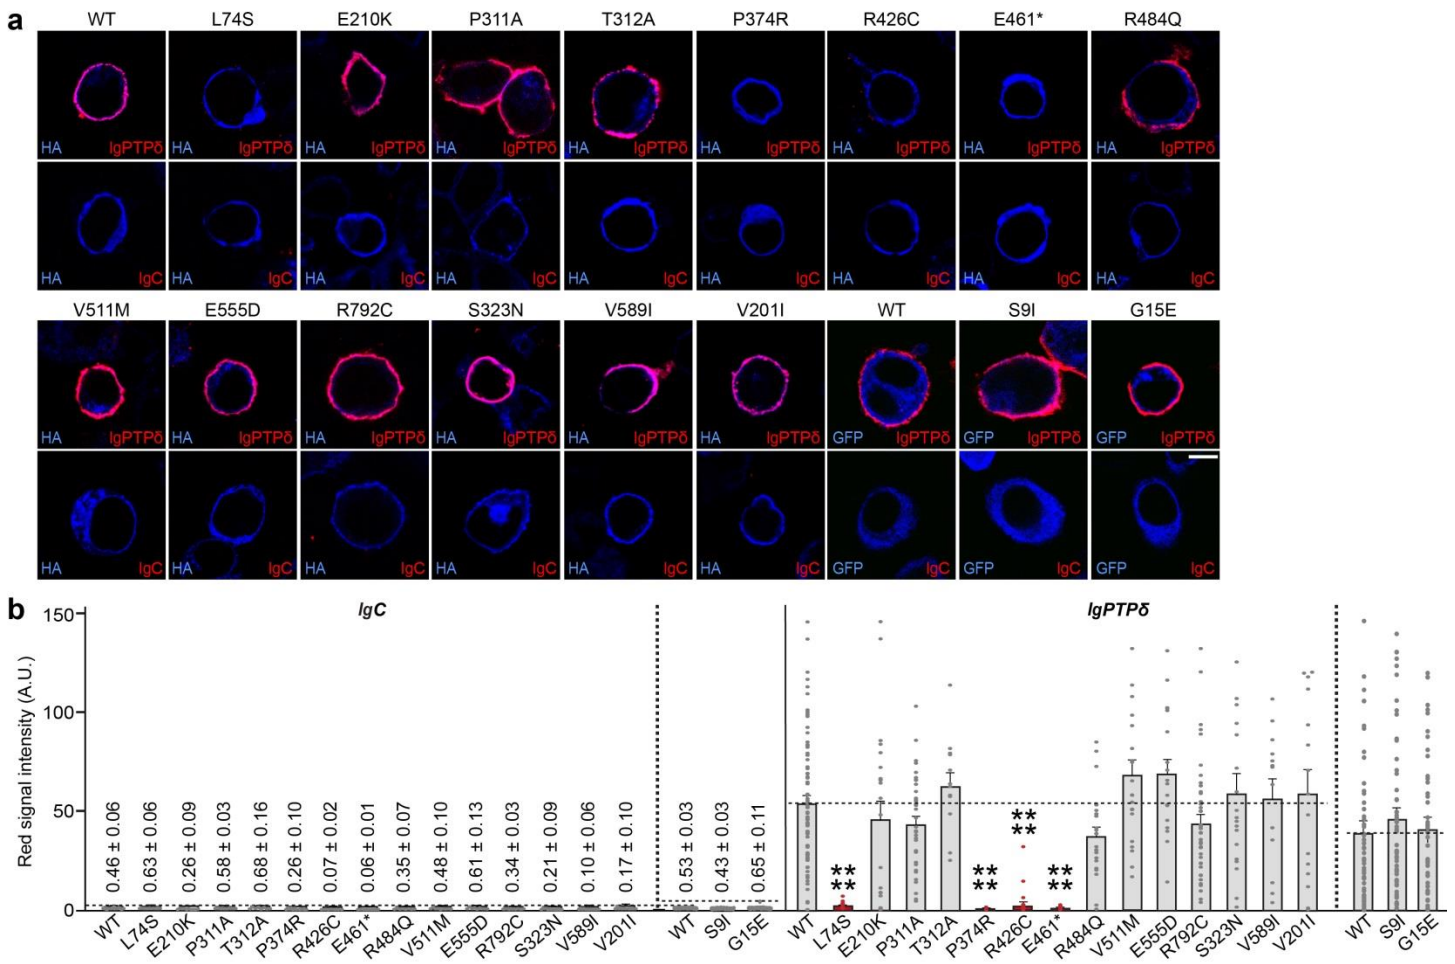 a
WT L74S E210K P311A T312A P374R R426C E461* R484Q
HA IgPTPδ HA IgPTPδ HA IgPTPδ HA IgPTPδ HA IgPTPδ HA IgPTPδ HA IgPTPδ HA IgPTPδ HA IgPTPδ
HA IgC HA IgC HA IgC HA IgC HA IgC HA IgC HA IgC HA IgC HA IgC
V511M E555D R792C S323N V589I V201I WT S9I G15E
HA IgPTPδ HA IgPTPδ HA IgPTPδ HA IgPTPδ HA IgPTPδ HA IgPTPδ GFP IgPTPδ GFP IgPTPδ GFP IgPTPδ
HA IgC HA IgC HA IgC HA IgC HA IgC HA IgC GFP IgC GFP IgC GFP IgC
b
IgC IgPTPδ
Red signal intensity (A.U.)
150
100
50
0
0.46 ± 0.06
0.63 ± 0.06
0.26 ± 0.09
0.58 ± 0.03
0.68 ± 0.16
0.26 ± 0.10
0.07 ± 0.02
0.06 ± 0.01
0.35 ± 0.07
0.48 ± 0.10
0.61 ± 0.13
0.34 ± 0.03
0.21 ± 0.09
0.10 ± 0.06
0.17 ± 0.10
0.53 ± 0.03
0.43 ± 0.03
0.65 ± 0.11
**
**
**
**
**
**
**
**
WT L74S E210K P311A T312A P374R R426C E461* R484Q V511M E555D R792C S323N V589I V201I WT S9I G15E WT L74S E210K P311A T312A P374R R426C E461* R484Q V511M E555D R792C S323N V589I V201I WT S9I G15E